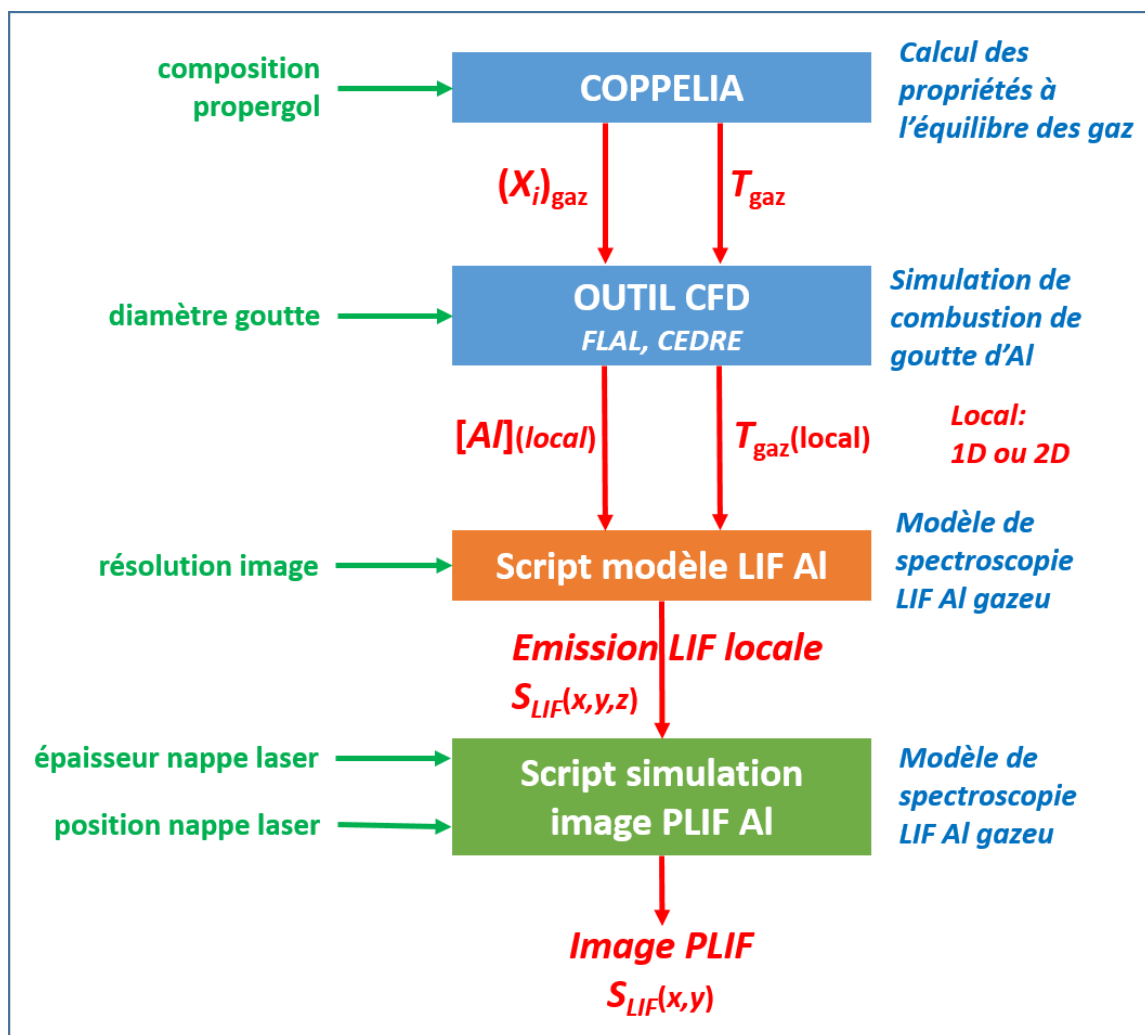 composition
propergol
COPPELIA
Calcul des
propriétés à
l’équilibre des gaz
(Xi)gaz
Tgaz
diamètre goutte
OUTIL CFD
FLAL, CEDRE
Simulation de
combustion de
goutte d’Al
[Al](local)
Tgaz(local)
Local:
1D ou 2D
résolution image
Script modèle LIF Al
Modèle de
spectroscopie
LIF Al gazeu
Emission LIF locale
SLIF(x,y,z)
épaisseur nappe laser
position nappe laser
Script simulation
image PLIF Al
Modèle de
spectroscopie
LIF Al gazeu
Image PLIF
SLIF(x,y)